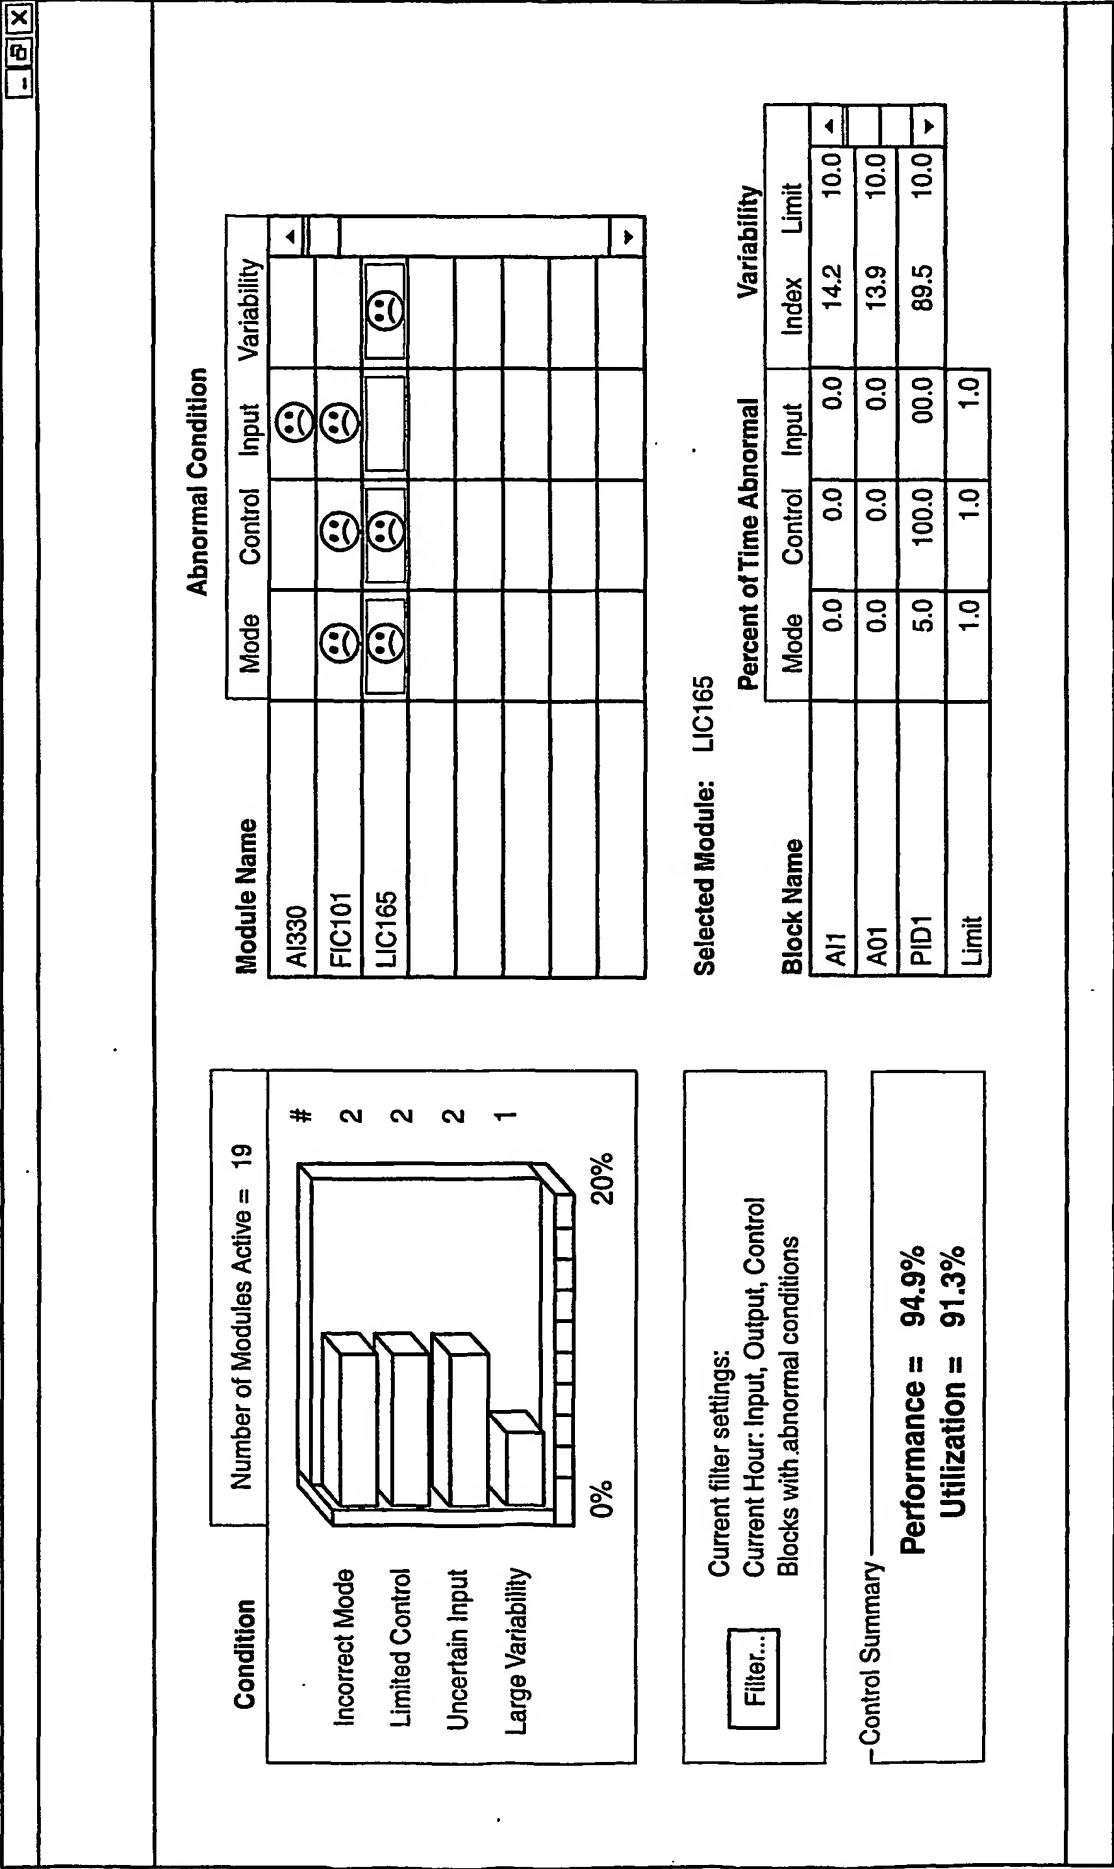 Condition
Number of Modules Active = 19
#
Incorrect Mode 2
Limited Control 2
Uncertain Input 2
Large Variability 1
0% 20%
Filter...
Current filter settings:
Current Hour: Input, Output, Control
Blocks with abnormal conditions
Control Summary
Performance = 94.9%
Utilization = 91.3%
Abnormal Condition
Module Name Mode Control Input Variability
AI330
FIC101
LIC165
Selected Module: LIC165
Percent of Time Abnormal Variability
Block Name Mode Control Input Index Limit
AI1 0.0 0.0 0.0 14.2 10.0
A01 0.0 0.0 0.0 13.9 10.0
PID1 5.0 100.0 00.0 89.5 10.0
Limit 1.0 1.0 1.0